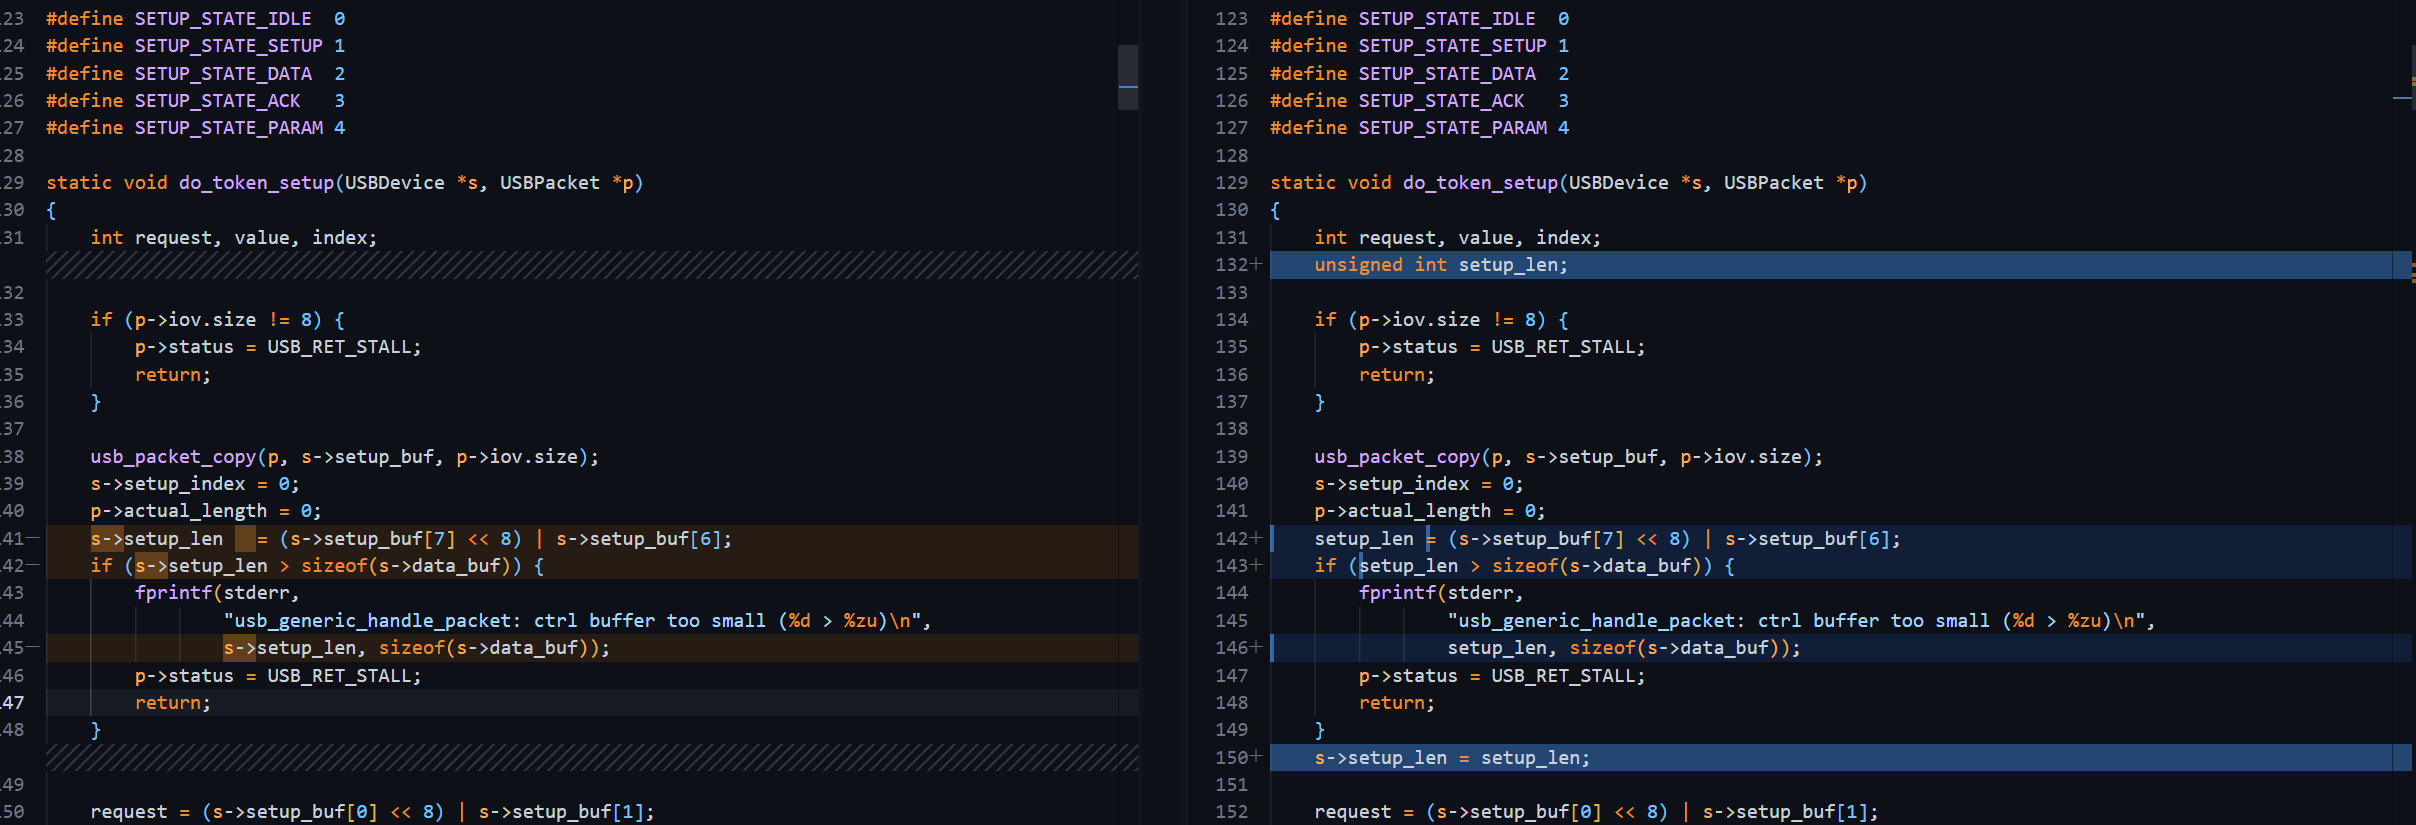 23 #define SETUP_STATE_IDLE  0
24 #define SETUP_STATE_SETUP 1
25 #define SETUP_STATE_DATA  2
26 #define SETUP_STATE_ACK   3
27 #define SETUP_STATE_PARAM 4
28
29 static void do_token_setup(USBDevice *s, USBPacket *p)
30 {
31     int request, value, index;
32
33     if (p->iov.size != 8) {
34         p->status = USB_RET_STALL;
35         return;
36     }
37
38     usb_packet_copy(p, s->setup_buf, p->iov.size);
39     s->setup_index = 0;
40     p->actual_length = 0;
41—     s->setup_len   = (s->setup_buf[7] << 8) | s->setup_buf[6];
42—     if (s->setup_len > sizeof(s->data_buf)) {
43         fprintf(stderr,
44                 "usb_generic_handle_packet: ctrl buffer too small (%d > %zu)\n",
45—                 s->setup_len, sizeof(s->data_buf));
46         p->status = USB_RET_STALL;
47         return;
48     }
49
50     request = (s->setup_buf[0] << 8) | s->setup_buf[1];
123 #define SETUP_STATE_IDLE  0
124 #define SETUP_STATE_SETUP 1
125 #define SETUP_STATE_DATA  2
126 #define SETUP_STATE_ACK   3
127 #define SETUP_STATE_PARAM 4
128
129 static void do_token_setup(USBDevice *s, USBPacket *p)
130 {
131     int request, value, index;
132+     unsigned int setup_len;
133
134     if (p->iov.size != 8) {
135         p->status = USB_RET_STALL;
136         return;
137     }
138
139     usb_packet_copy(p, s->setup_buf, p->iov.size);
140     s->setup_index = 0;
141     p->actual_length = 0;
142+     setup_len = (s->setup_buf[7] << 8) | s->setup_buf[6];
143+     if (setup_len > sizeof(s->data_buf)) {
144         fprintf(stderr,
145                 "usb_generic_handle_packet: ctrl buffer too small (%d > %zu)\n",
146+                 setup_len, sizeof(s->data_buf));
147         p->status = USB_RET_STALL;
148         return;
149     }
150+     s->setup_len = setup_len;
151
152     request = (s->setup_buf[0] << 8) | s->setup_buf[1];